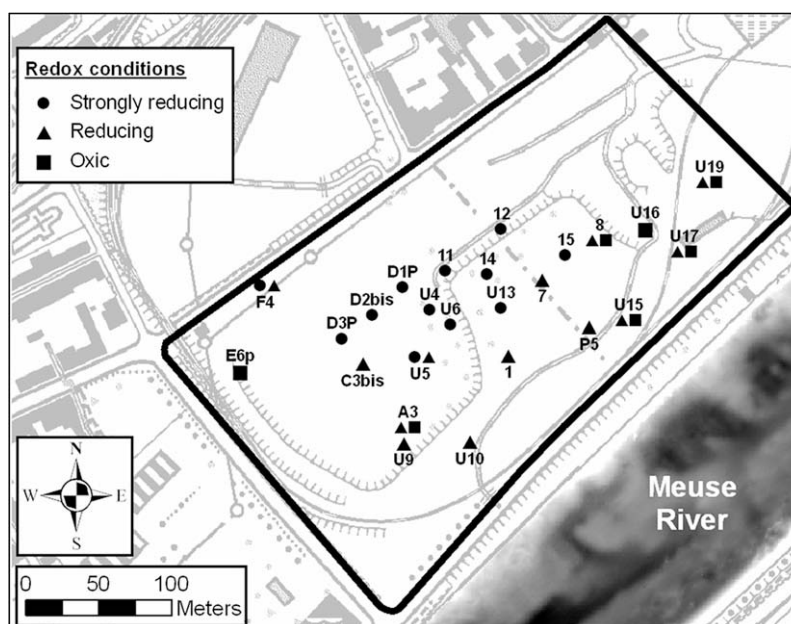 Redox conditions
Strongly reducing
Reducing
Oxic
U19
12
8
U16
U17
11
14
15
D1P
F4
D2bis
U4
U13
7
U6
D3P
U15
P5
E6p
C3bis
U5
1
A3
U9
U10
N
W E
S
Meuse
River
0 50 100
Meters